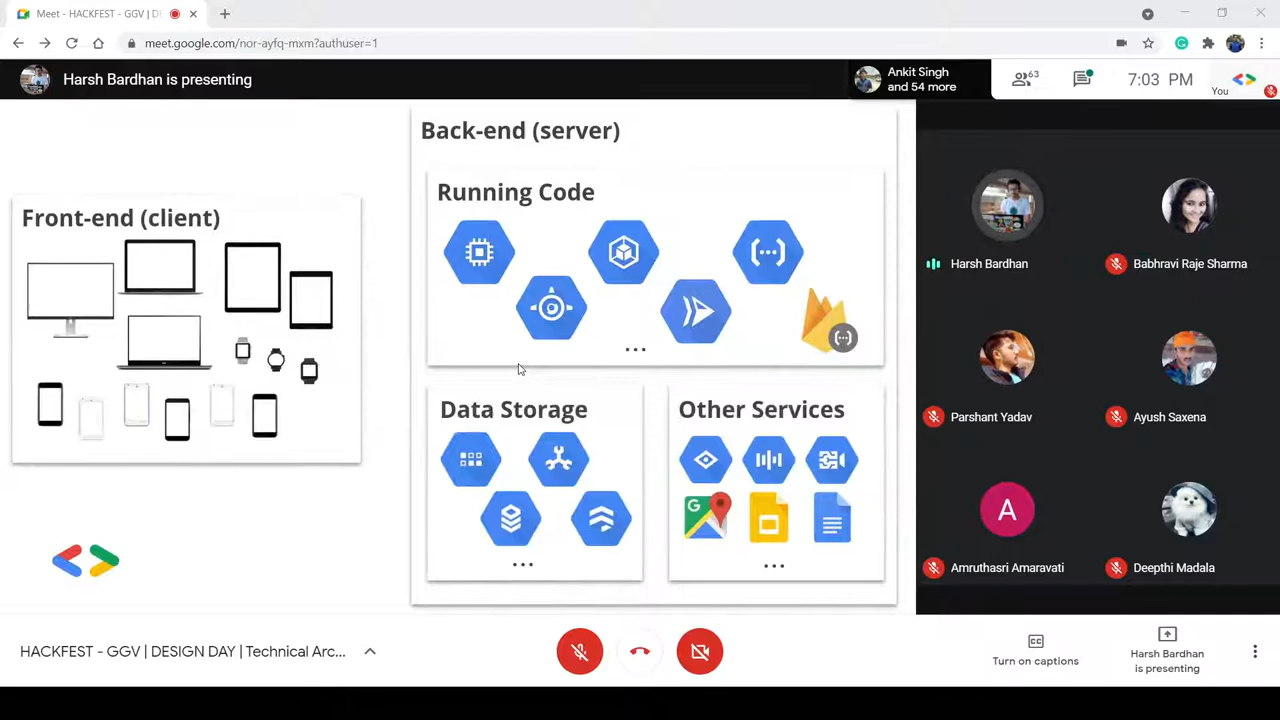 Meet - HACKFEST - GGV | DE
meet.google.com/nor-ayfq-mxm?authuser=1
Harsh Bardhan is presenting
Ankit Singh
and 54 more
63
7:03 PM
You
Front-end (client)
Back-end (server)
Running Code
...
Data Storage
...
Other Services
G
...
Harsh Bardhan
Babhravi Raje Sharma
Parshant Yadav
Ayush Saxena
A
Amruthasri Amaravati
Deepthi Madala
HACKFEST - GGV | DESIGN DAY | Technical Arc...
CC
Turn on captions
Harsh Bardhan
is presenting